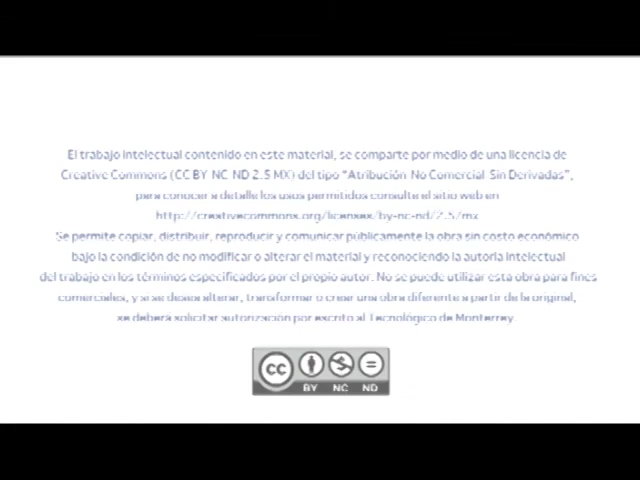 El trabajo intelectual contenido en este material, se comparte por medio de una licencia de
Creative Commons (CC BY NC ND 2.5 MX) del tipo “Atribución No Comercial Sin Derivadas”,
para conocer a detalle los usos permitidos consulte el sitio web en
http://creativecommons.org/licenses/by-nc-nd/2.5/mx
Se permite copiar, distribuir, reproducir y comunicar públicamente la obra sin costo económico
bajo la condición de no modificar o alterar el material y reconociendo la autoría intelectual
del trabajo en los términos especificados por el propio autor. No se puede utilizar esta obra para fines
comerciales, y si se desea alterar, transformar o crear una obra diferente a partir de la original,
se deberá solicitar autorización por escrito al Tecnológico de Monterrey
cc BY NC ND